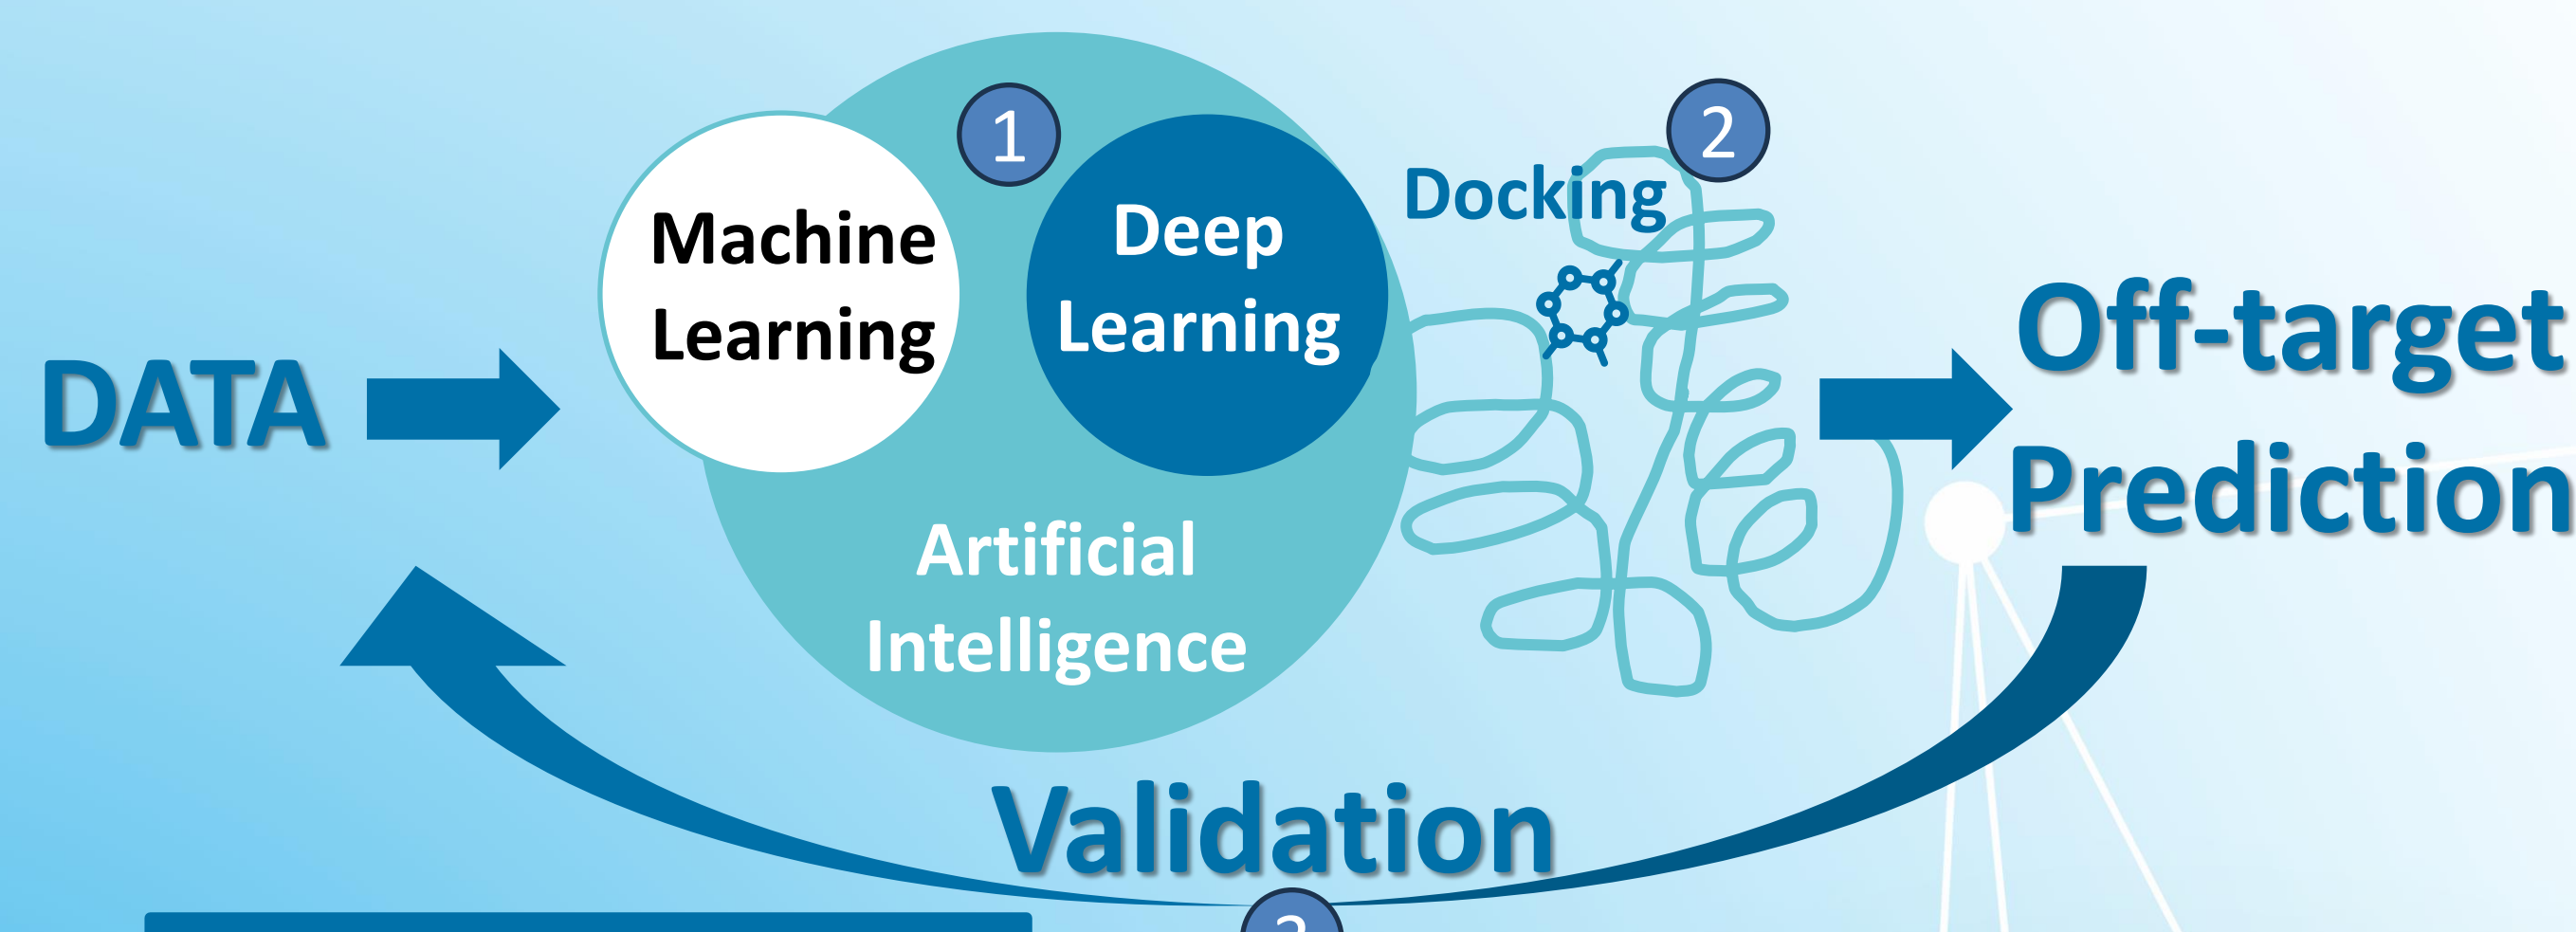 1
2
Machine
Learning
Deep
Learning
Docking
DATA
Off-target
Prediction
Artificial
Intelligence
Validation